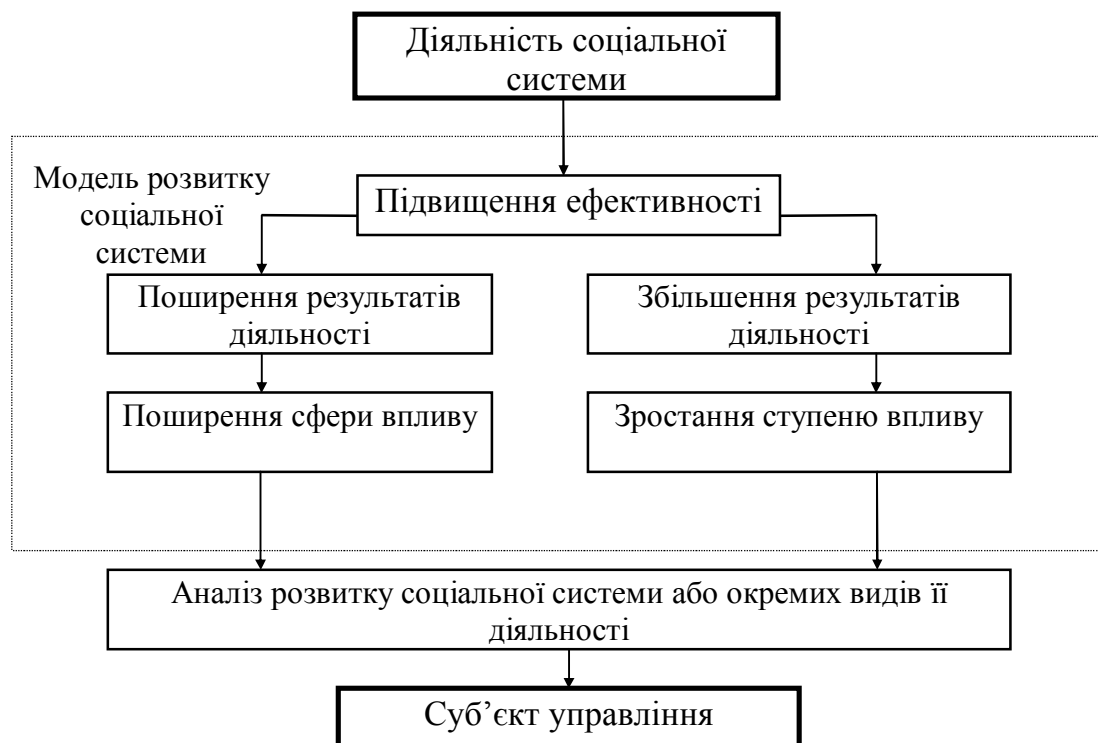 Діяльність соціальної
системи
Модель розвитку
соціальної
системи
Підвищення ефективності
Поширення результатів
діяльності
Збільшення результатів
діяльності
Поширення сфери впливу
Зростання ступеню впливу
Аналіз розвитку соціальної системи або окремих видів її
діяльності
Суб’єкт управління